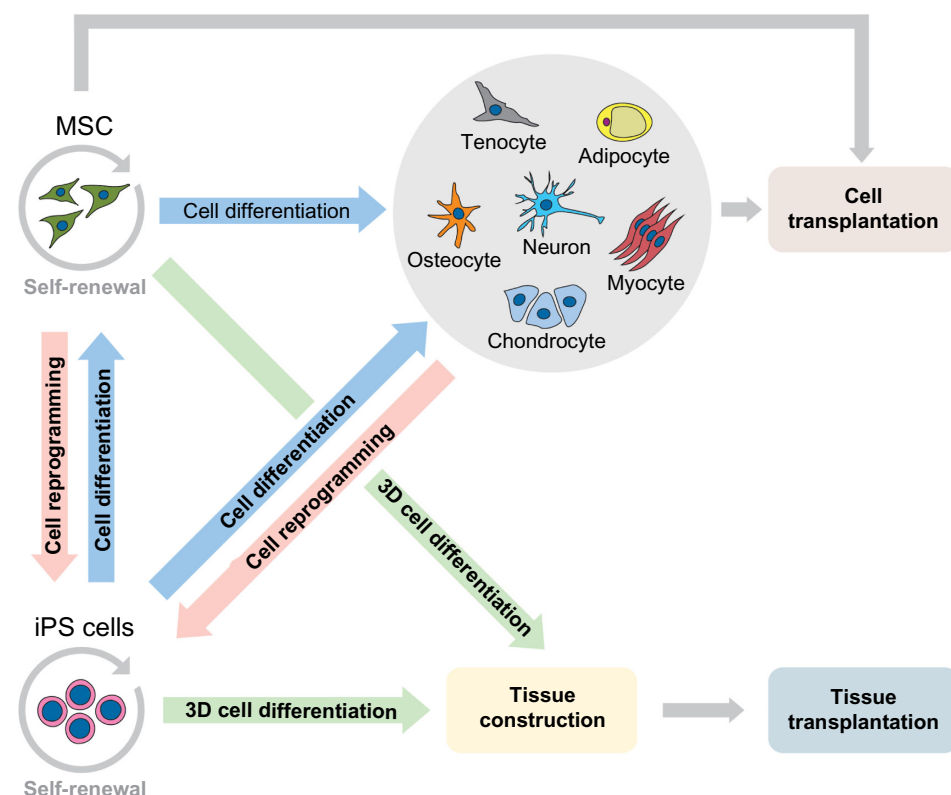 MSC
Self-renewal
Cell differentiation
Tenocyte
Adipocyte
Osteocyte
Neuron
Myocyte
Chondrocyte
Cell
transplantation
Cell reprogramming
Cell differentiation
Cell differentiation
Cell reprogramming
3D cell differentiation
iPS cells
Self-renewal
3D cell differentiation
Tissue
construction
Tissue
transplantation